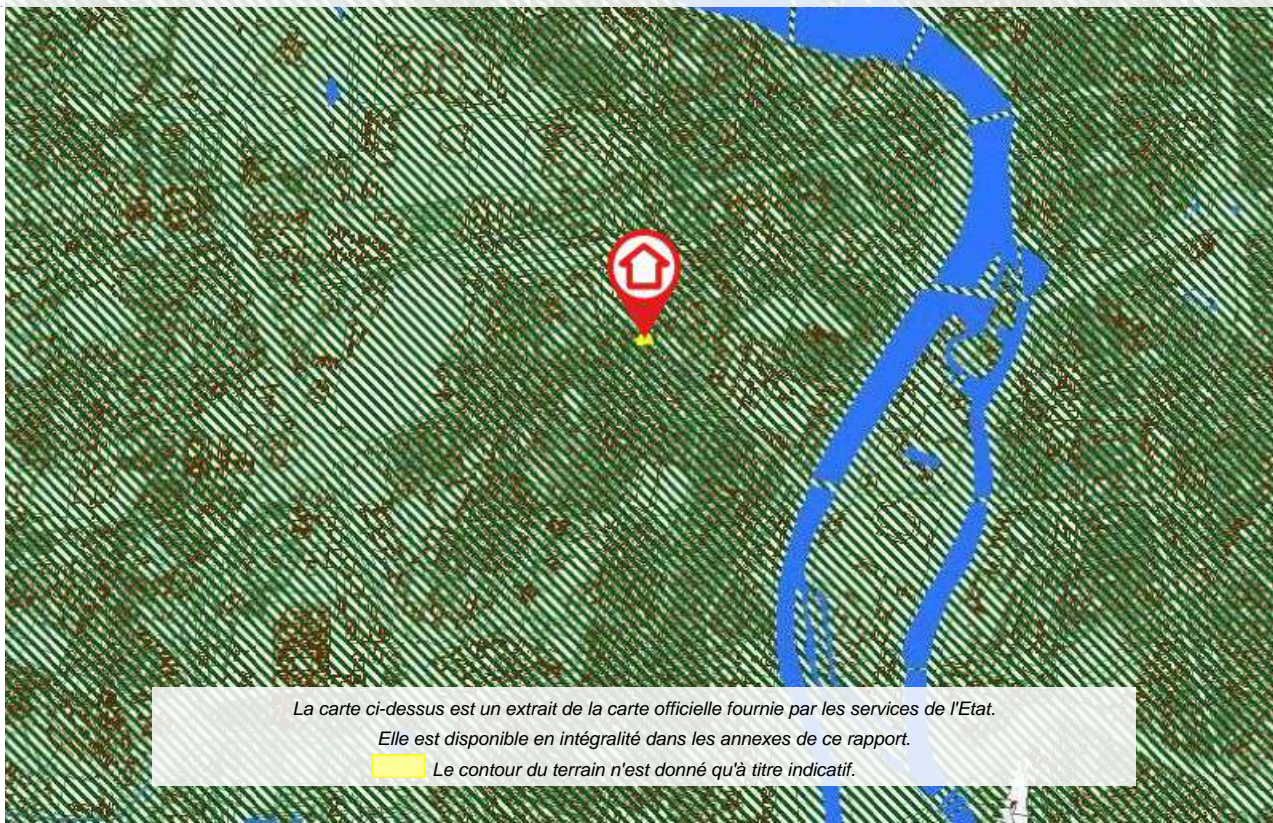 La carte ci-dessus est un extrait de la carte officielle fournie par les services de l'Etat.
Elle est disponible en intégralité dans les annexes de ce rapport.
Le contour du terrain n'est donné qu'à titre indicatif.